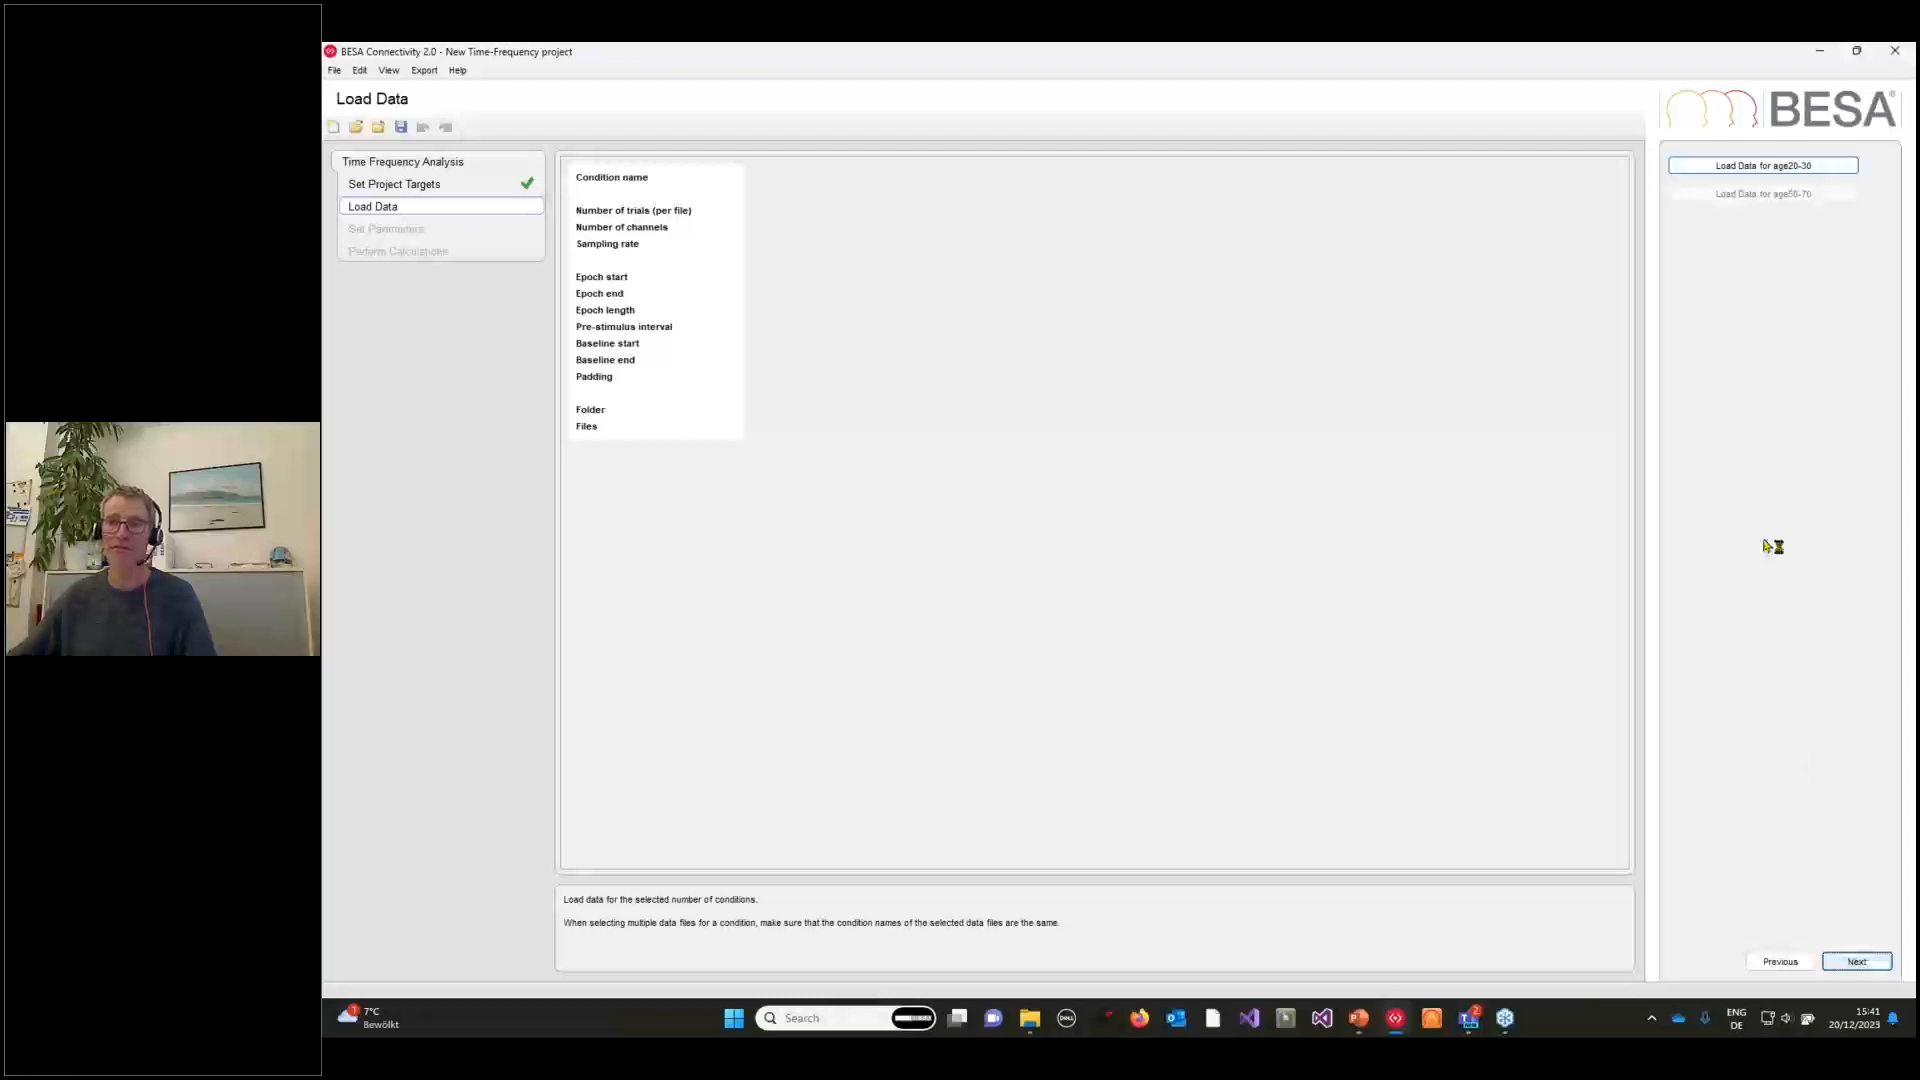 BESA Connectivity 2.0 - New Time-Frequency project
File Edit View Export Help
Load Data
BESA
Time Frequency Analysis
Set Project Targets
Load Data
Set Parameters
Perform Calculations
Condition name
Number of trials (per file)
Number of channels
Sampling rate
Epoch start
Epoch end
Epoch length
Pre-stimulus interval
Baseline start
Baseline end
Padding
Folder
Files
Load Data for age20-30
Load Data for age50-70
Load data for the selected number of conditions.
When selecting multiple data files for a condition, make sure that the condition names of the selected data files are the same.
Previous
Next
1
7°C
Bewölkt
Search
DELL
2
ENG
DE
15:41
20/12/2023